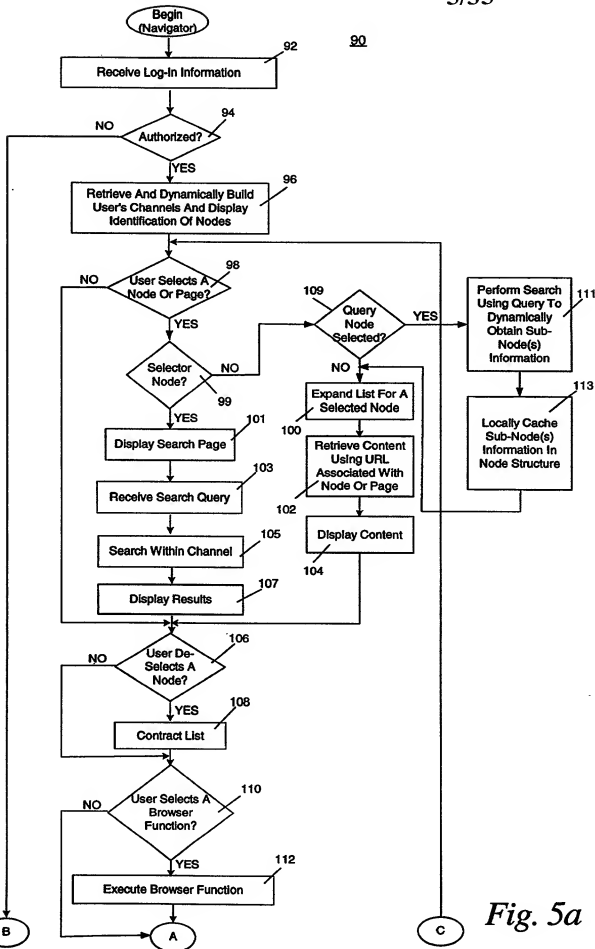 Begin
(Navigator)
90
92
Receive Log-In Information
94
NO
Authorized?
YES
96
Retrieve And Dynamically Build
User's Channels And Display
Identification Of Nodes
98
NO
User Selects A
Node Or Page?
YES
109
Query
Node
Selected?
YES
NO
Perform Search
Using Query To
Dynamically
Obtain Sub-
Node(s)
Information
111
Selector
Node?
NO
99
YES
101
Display Search Page
Expand List For A
Selected Node
100
113
Locally Cache
Sub-Node(s)
Information In
Node Structure
103
Receive Search Query
Retrieve Content
Using URL
Associated With
Node Or Page
102
105
Search Within Channel
Display Content
104
107
Display Results
106
NO
User De-
Selects A
Node?
YES
108
Contract List
110
NO
User Selects A
Browser
Function?
YES
112
Execute Browser Function
B
A
C
Fig. 5a